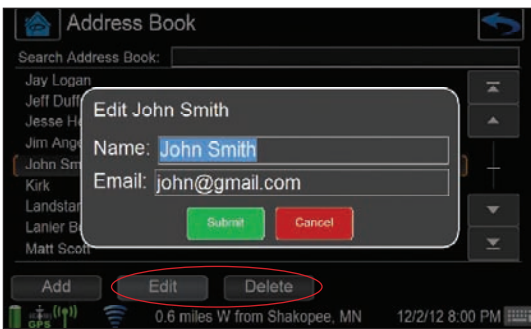 Address Book
Search Address Book:
Jay Logan
Jeff Duff
Jesse H
Jim Ang
John Sm
Kirk
Landstar
Lanier B
Matt Scott
Edit John Smith
Name: John Smith
Email: john@gmail.com
Submit Cancel
Add Edit Delete
GPS 0.6 miles W from Shakopee, MN 12/2/12 8:00 PM